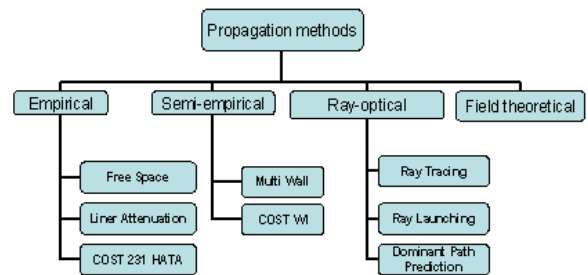 Propagation methods
Empirical
Semi-empirical
Ray-optical
Field theoretical
Free Space
Liner Attenuation
COST 231 HATA
Multi Wall
COST WI
Ray Tracing
Ray Launching
Dominant Path
Prediction